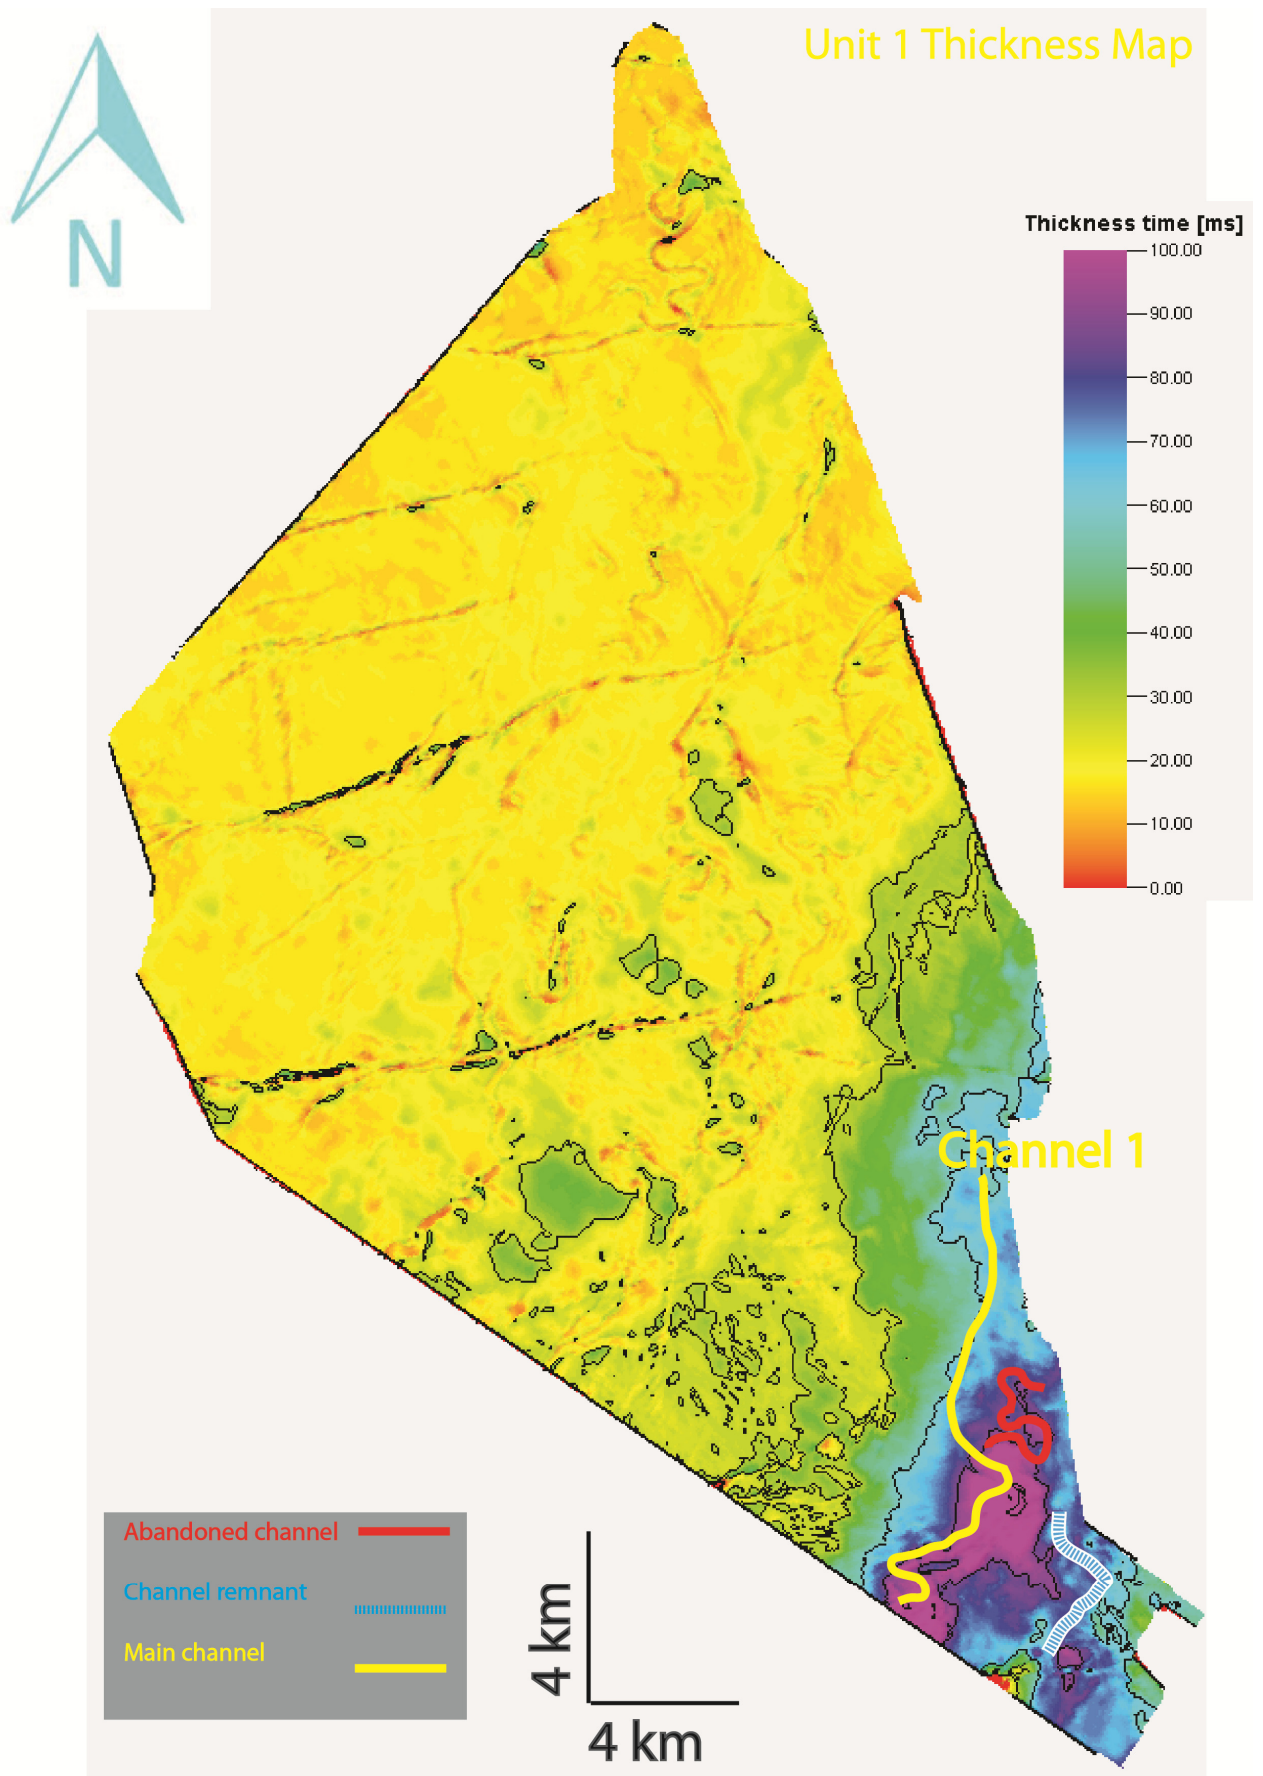 Unit 1 Thickness Map
N
Thickness time [ms]
100.00
90.00
80.00
70.00
60.00
50.00
40.00
30.00
20.00
10.00
0.00
Channel 1
Abandoned channel
Channel remnant
Main channel
4 km
4 km